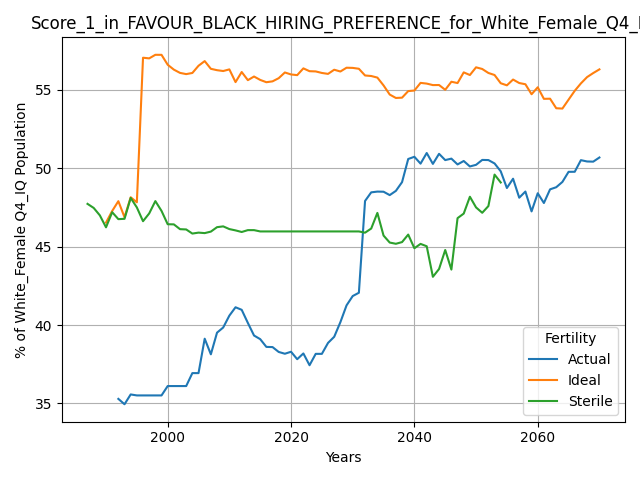 Score_1_in_FAVOUR_BLACK_HIRING_PREFERENCE_for_White_Female_Q4_I
% of White_Female Q4_IQ Population
55
50
45
40
35
Fertility
Actual
Ideal
Sterile
2000 2020 2040 2060
Years